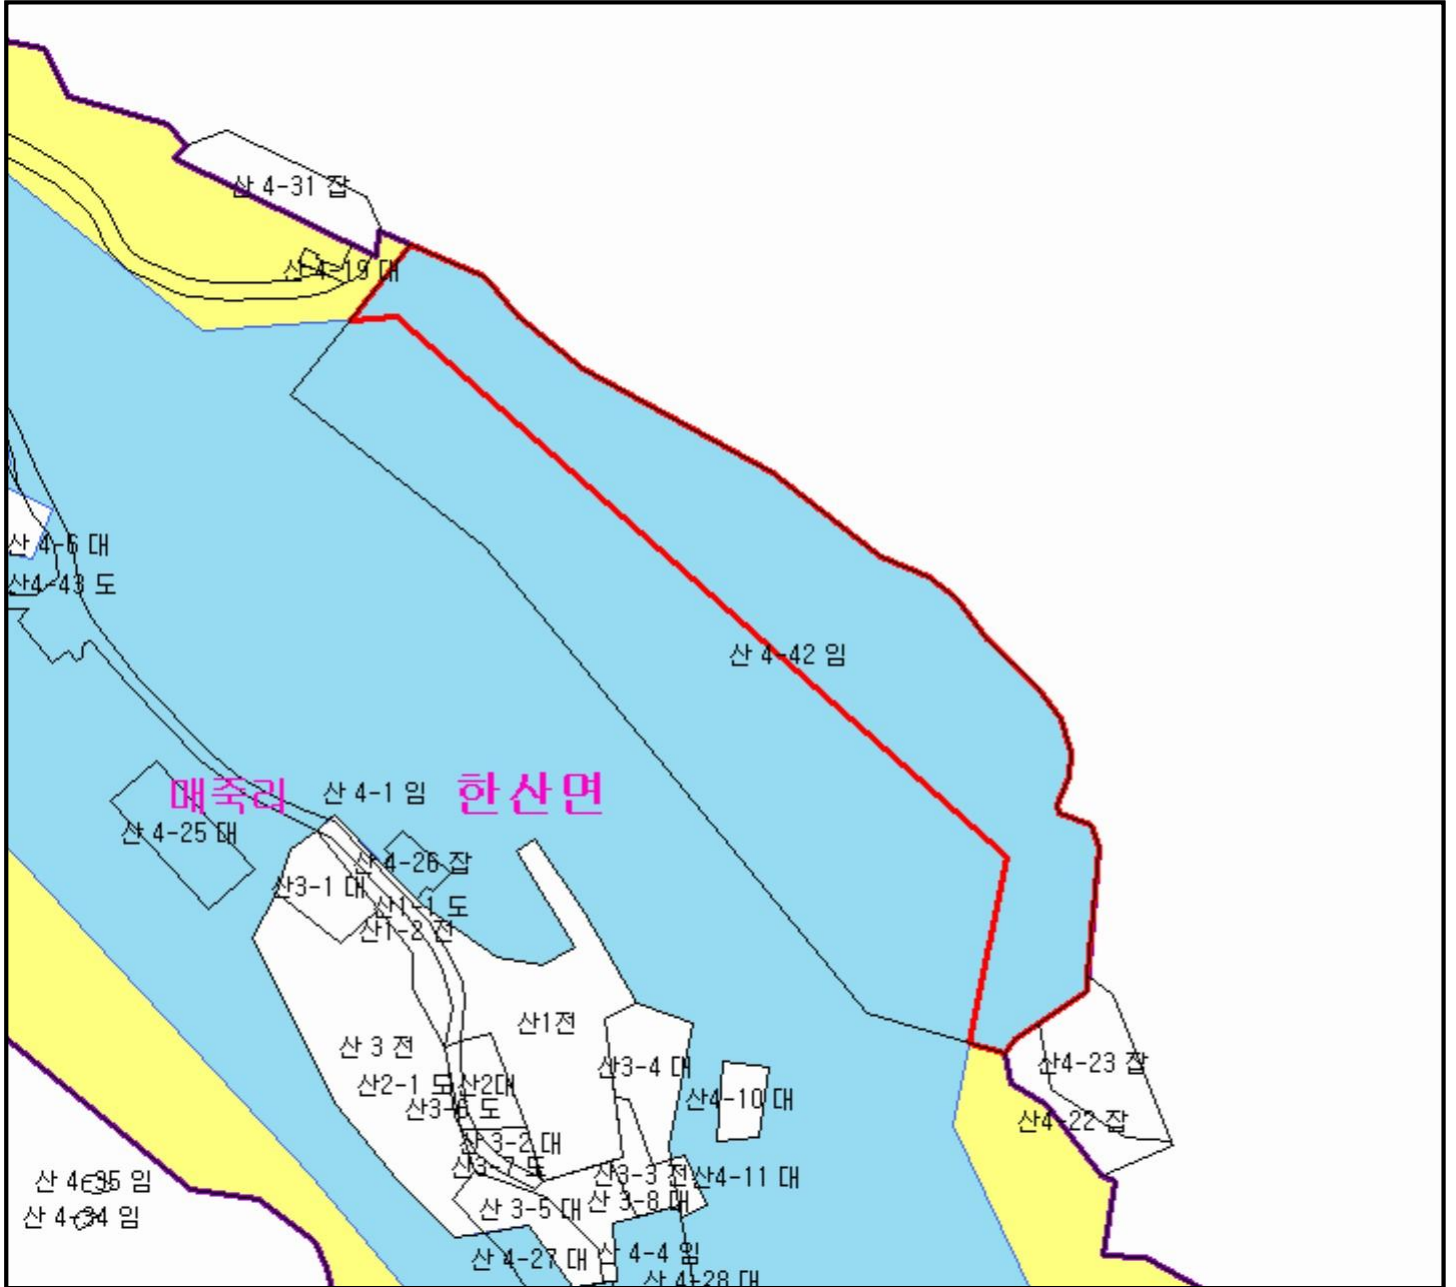 산 4-31 잡
산 4-19 대
산 4-6 대
산4-43 도
산 4-42 임
매죽리
산 4-1 임
한산면
산 4-25 대
산 4-26 잡
산3-1 대
산1-1 도
산1-2 전
산1전
산 3 전
산3-4 대
산4-23 잡
산2-1 도
산2대
산4-10 대
산3-6 도
산4-22 잡
산 3-2 대
산3-7 도
산3-3 전
산4-11 대
산 4-35 임
산 3-5 대
산 3-8 대
산 4-34 임
산 4-27 대
산 4-4 임
산 4-28 대